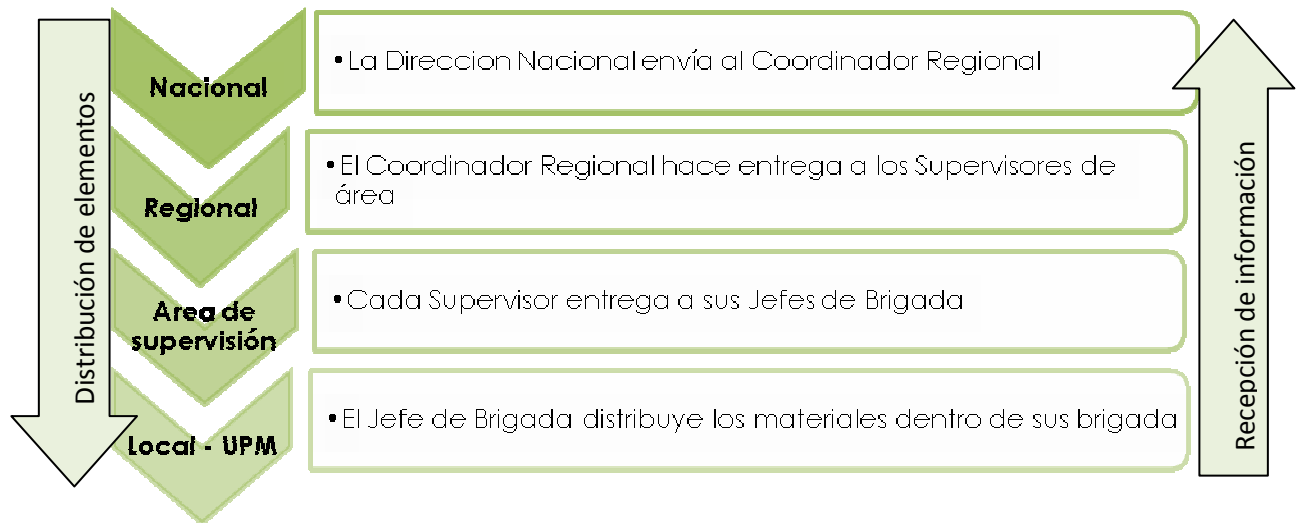 Distribución de elementos
Nacional
•La Direccion Nacional envía al Coordinador Regional
Regional
•El Coordinador Regional hace entrega a los Supervisores de
área
Area de
supervisión
•Cada Supervisor entrega a sus Jefes de Brigada
Local - UPM
•El Jefe de Brigada distribuye los materiales dentro de sus brigada
Recepción de información